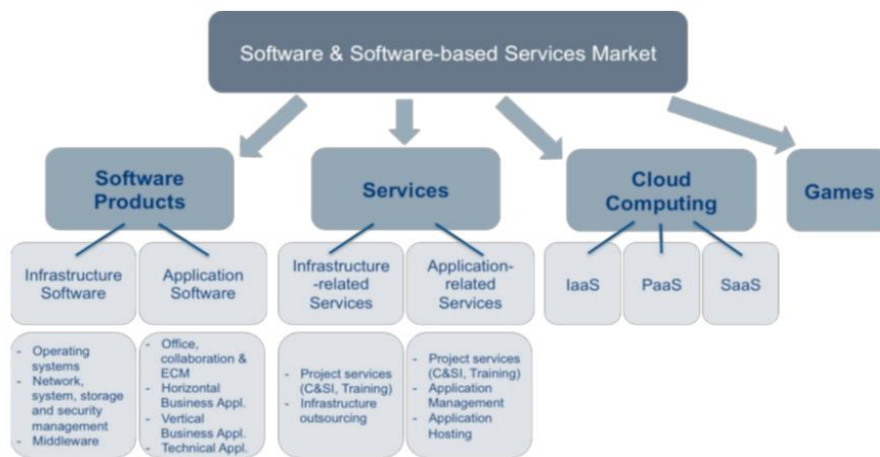 Software & Software-based Services Market
Software
Products
Services
Cloud
Computing
Games
Infrastructure
Software
Application
Software
Infrastructure
-related
Services
Application-
related
Services
IaaS
PaaS
SaaS
- Operating
systems
- Network,
system, storage
and security
management
- Middleware
- Office,
collaboration &
ECM
- Horizontal
Business Appl.
- Vertical
Business Appl.
- Technical Appl.
- Project services
(C&SI, Training)
- Infrastructure
outsourcing
- Project services
(C&SI, Training)
- Application
Management
- Application
Hosting